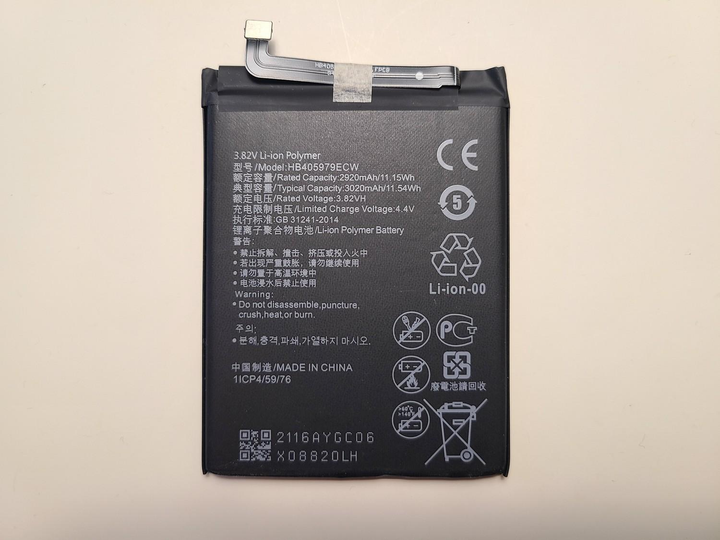 3.82V Li-ion Polymer
型号/Model:HB405979ECW
额定容量/Rated Capacity:2920mAh/11.15Wh
典型容量/Typical Capacity:3020mAh/11.54Wh
额定电压/Rated Voltage:3.82VH
充电限制电压/Limited Charge Voltage:4.4V
执行标准:GB 31241-2014
锂离子聚合物电池/Li-ion Polymer Battery
警告:
• 禁止拆卸、撞击、挤压或投入火中
• 若出现严重鼓胀、请勿继续使用
• 请勿置于高温环境中
• 电池浸水后禁止使用
Warning:
• Do not disassemble,puncture,
crush,heat,or burn.
주의:
• 분해,충격,파쇄,가열하지 마시오.
中国制造/MADE IN CHINA
1ICP4/59/76
2116AYGC06
X08820LH
CE
5
Li-ion-00
廢電池請回收